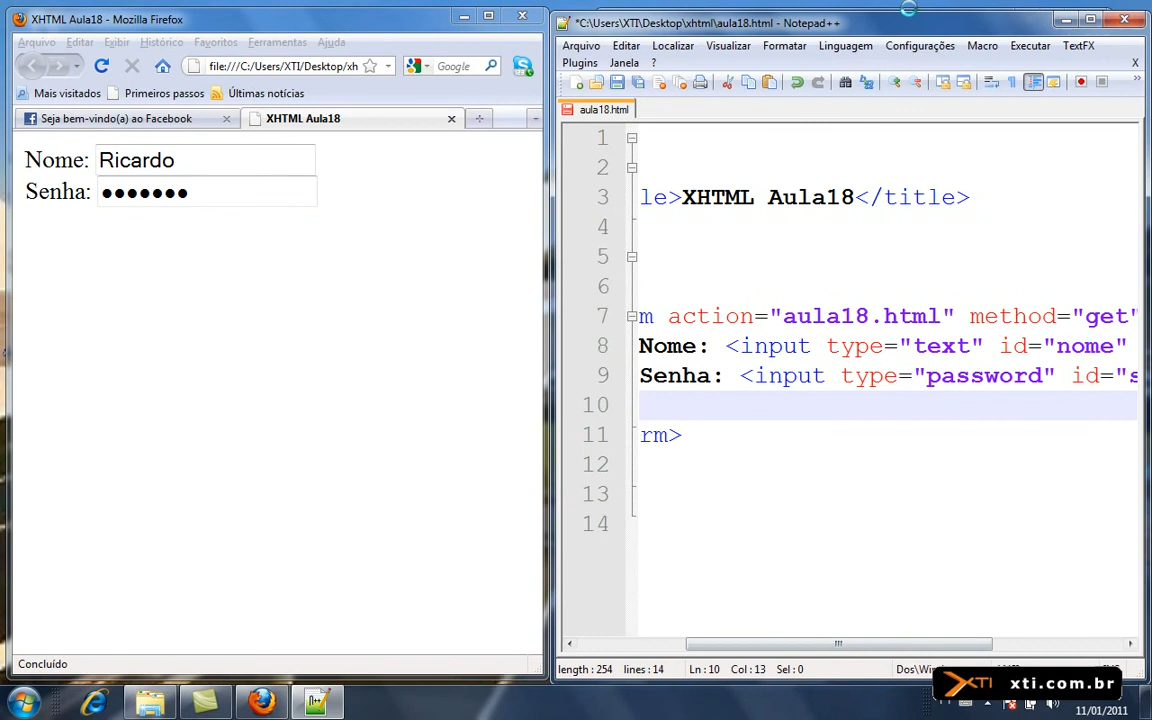 XHTML Aula18 - Mozilla Firefox
Arquivo Editar Exibir Histórico Favoritos Ferramentas Ajuda
file:///C:/Users/XTI/Desktop/xh
Google
Mais visitados Primeiros passos Últimas notícias
Seja bem-vindo(a) ao Facebook
XHTML Aula18
Nome: Ricardo
Senha: ●●●●●●●
Concluído
*C:\Users\XTI\Desktop\xhtml\aula18.html - Notepad++
Arquivo Editar Localizar Visualizar Formatar Linguagem Configurações Macro Executar TextFX
Plugins Janela ? X
aula18.html
1
2
3 le>XHTML Aula18</title>
4
5
6
7 m action="aula18.html" method="get"
8 Nome: <input type="text" id="nome"
9 Senha: <input type="password" id="s
10
11 rm>
12
13
14
length : 254 lines : 14 Ln : 10 Col : 13 Sel : 0 Dos\Win
xti.com.br
XTI
11/01/2011